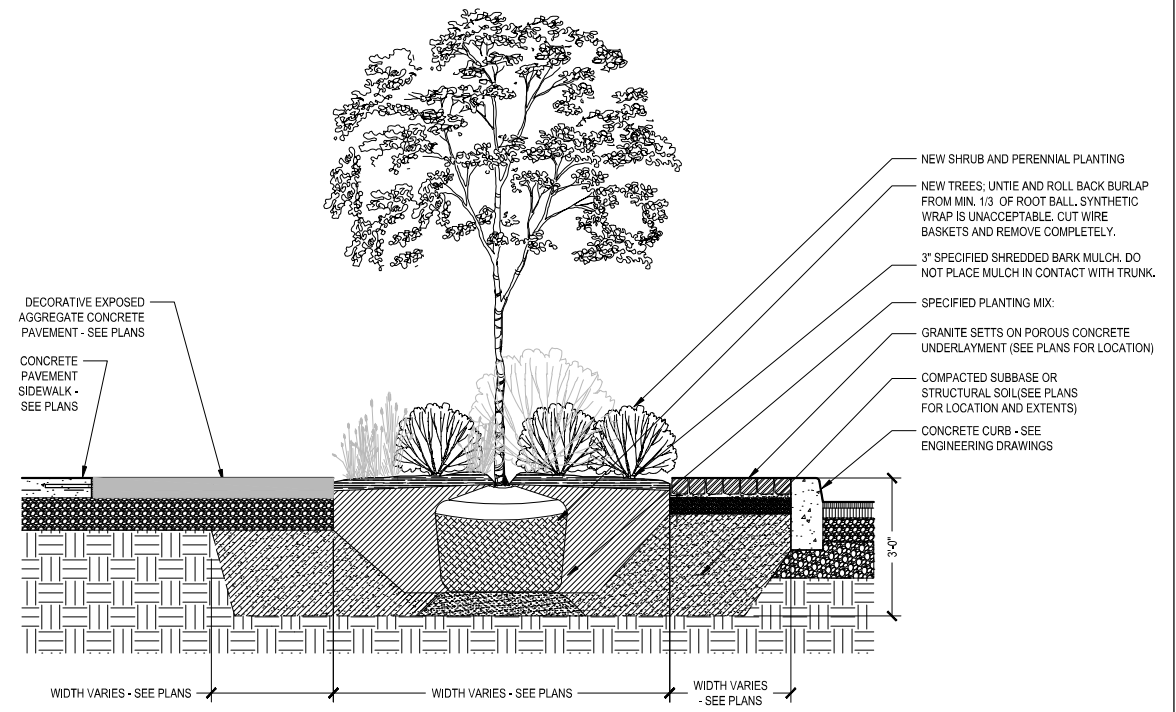 NEW SHRUB AND PERENNIAL PLANTING
NEW TREES; UNTIE AND ROLL BACK BURLAP
FROM MIN. 1/3 OF ROOT BALL. SYNTHETIC
WRAP IS UNACCEPTABLE. CUT WIRE
BASKETS AND REMOVE COMPLETELY.
3" SPECIFIED SHREDDED BARK MULCH. DO
NOT PLACE MULCH IN CONTACT WITH TRUNK.
SPECIFIED PLANTING MIX:
GRANITE SETTS ON POROUS CONCRETE
UNDERLAYMENT (SEE PLANS FOR LOCATION)
COMPACTED SUBBASE OR
STRUCTURAL SOIL(SEE PLANS
FOR LOCATION AND EXTENTS)
CONCRETE CURB - SEE
ENGINEERING DRAWINGS
DECORATIVE EXPOSED
AGGREGATE CONCRETE
PAVEMENT - SEE PLANS
CONCRETE
PAVEMENT
SIDEWALK -
SEE PLANS
3'-0"
WIDTH VARIES - SEE PLANS
WIDTH VARIES - SEE PLANS
WIDTH VARIES
- SEE PLANS